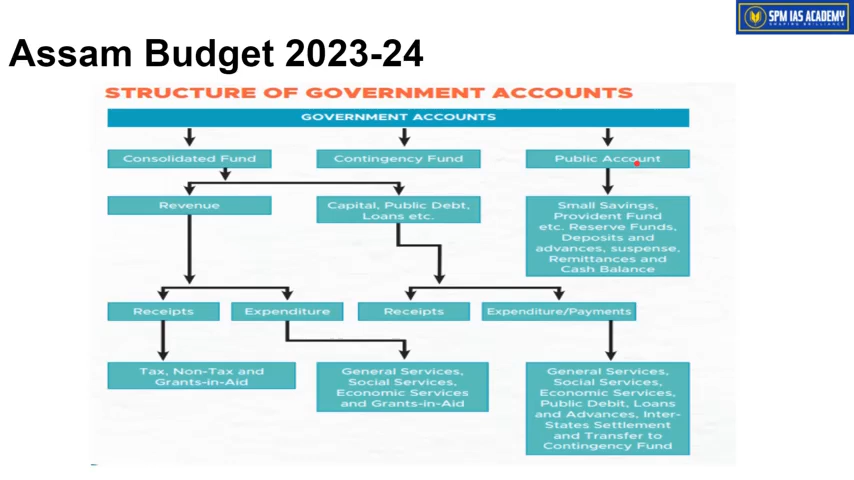 SPM IAS ACADEMY
SHAPING BRILLIANCE
Assam Budget 2023-24
STRUCTURE OF GOVERNMENT ACCOUNTS
GOVERNMENT ACCOUNTS
Consolidated Fund
Contingency Fund
Public Account
Revenue
Capital, Public Debt,
Loans etc.
Small Savings,
Provident Fund
etc. Reserve Funds,
Deposits and
advances, suspense,
Remittances and
Cash Balance
Receipts
Expenditure
Receipts
Expenditure/Payments
Tax, Non-Tax and
Grants-in-Aid
General Services,
Social Services,
Economic Services
and Grants-in-Aid
General Services,
Social Services,
Economic Services,
Public Debit, Loans
and Advances, Inter-
States Settlement
and Transfer to
Contingency Fund